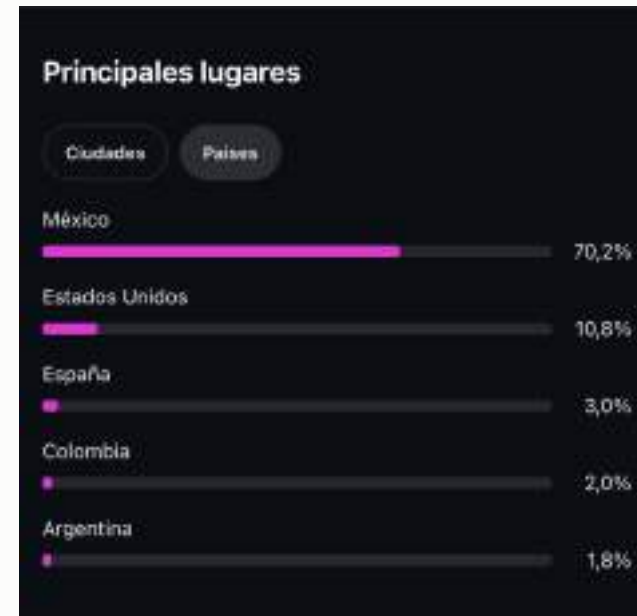 Principales lugares
Ciudades Países
México
70,2%
Estados Unidos
10,8%
España
3,0%
Colombia
2,0%
Argentina
1,8%